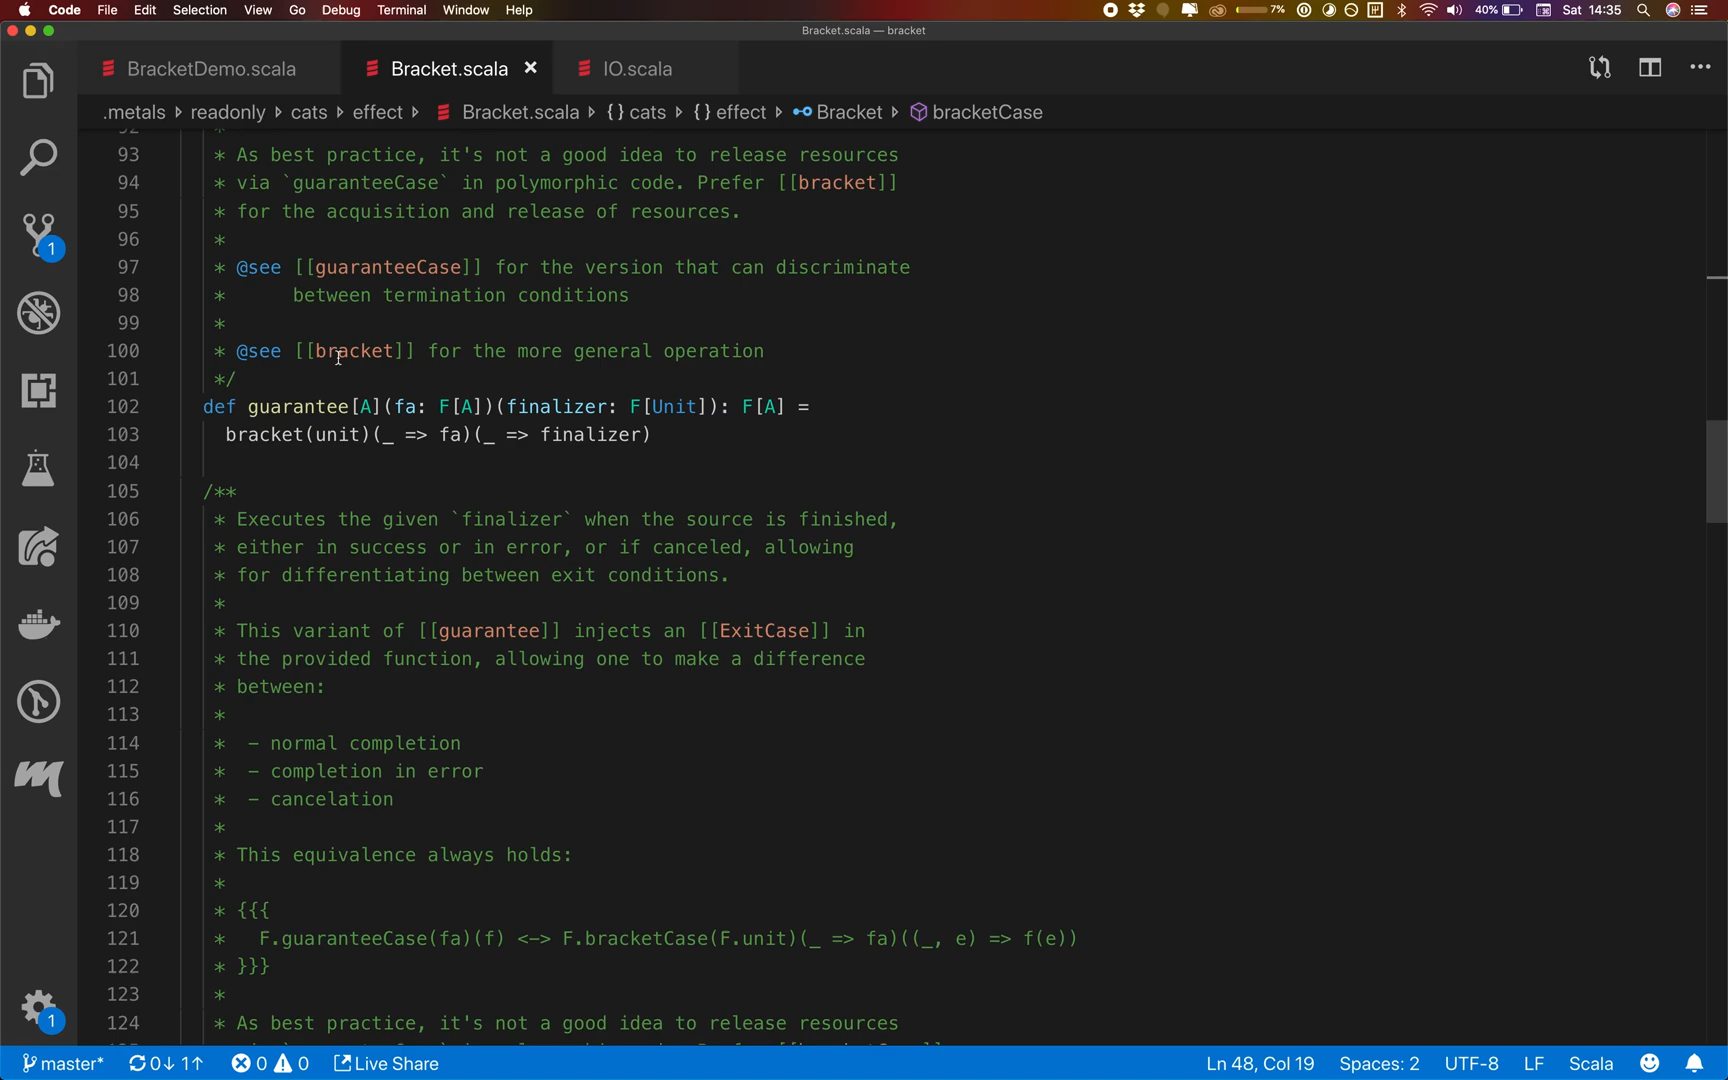 Code File Edit Selection View Go Debug Terminal Window Help 7% 40% Sat 14:35
Bracket.scala — bracket
BracketDemo.scala Bracket.scala × IO.scala
.metals readonly cats effect Bracket.scala {} cats {} effect Bracket bracketCase
92 *
93 * As best practice, it's not a good idea to release resources
94 * via `guaranteeCase` in polymorphic code. Prefer [[bracket]]
95 * for the acquisition and release of resources.
96 *
97 * @see [[guaranteeCase]] for the version that can discriminate
98 * between termination conditions
99 *
100 * @see [[bracket]] for the more general operation
101 */
102 def guarantee[A](fa: F[A])(finalizer: F[Unit]): F[A] =
103 bracket(unit)(_ => fa)(_ => finalizer)
104
105 /**
106 * Executes the given `finalizer` when the source is finished,
107 * either in success or in error, or if canceled, allowing
108 * for differentiating between exit conditions.
109 *
110 * This variant of [[guarantee]] injects an [[ExitCase]] in
111 * the provided function, allowing one to make a difference
112 * between:
113 *
114 * - normal completion
115 * - completion in error
116 * - cancelation
117 *
118 * This equivalence always holds:
119 *
120 * {{{
121 * F.guaranteeCase(fa)(f) <-> F.bracketCase(F.unit)(_ => fa)((_, e) => f(e))
122 * }}}
123 *
124 * As best practice, it's not a good idea to release resources
1
1
master* 0↓ 1↑ 0 0 Live Share Ln 48, Col 19 Spaces: 2 UTF-8 LF Scala